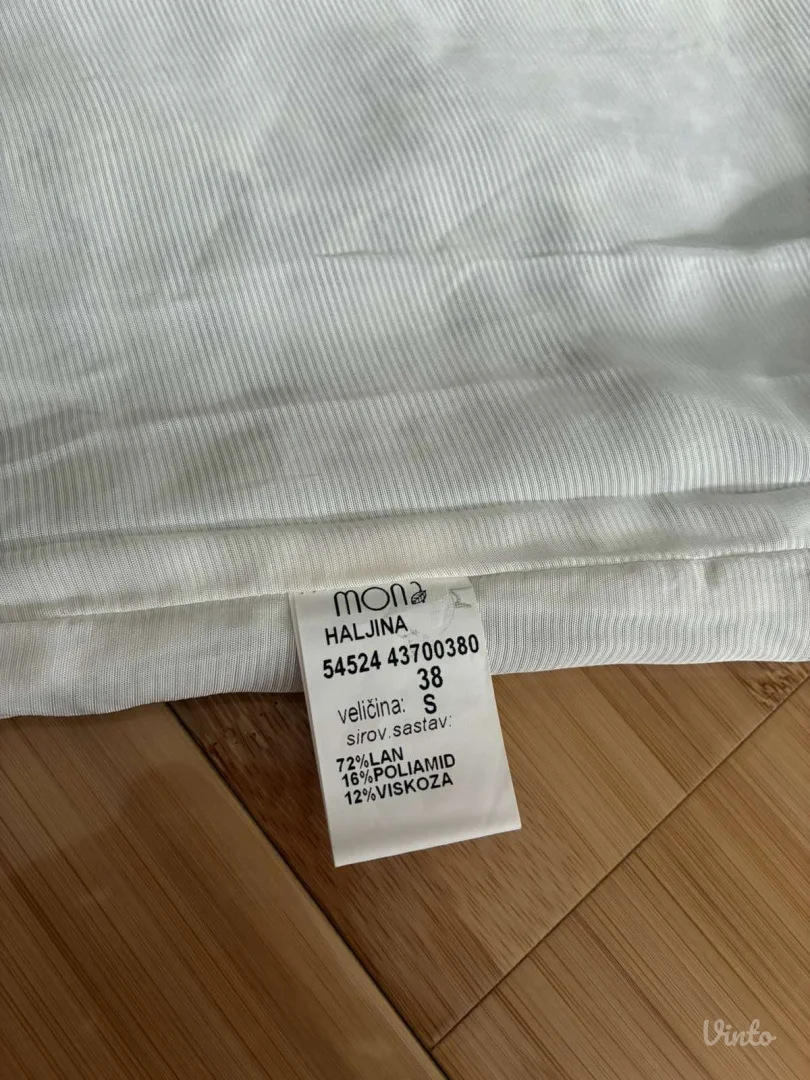 mona
HALJINA
54524 43700380
38
veličina: S
sirov.sastav:
72%LAN
16%POLIAMID
12%VISKOZA
Vinto